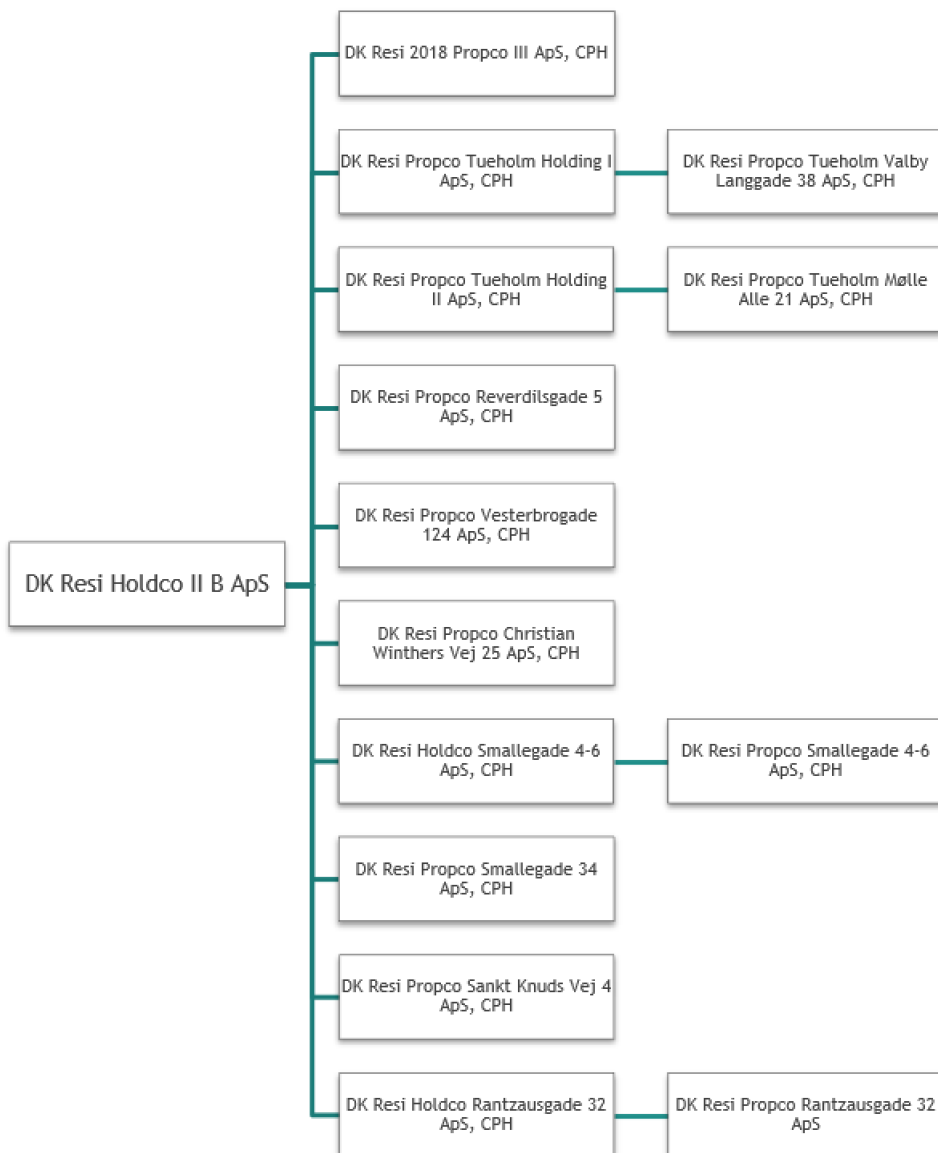 DK Resi Holdco II B ApS
DK Resi 2018 Propco III ApS, CPH
DK Resi Propco Tueholm Holding I
ApS, CPH
DK Resi Propco Tueholm Valby
Langgade 38 ApS, CPH
DK Resi Propco Tueholm Holding
II ApS, CPH
DK Resi Propco Tueholm Mølle
Alle 21 ApS, CPH
DK Resi Propco Reverdilsgade 5
ApS, CPH
DK Resi Propco Vesterbrogade
124 ApS, CPH
DK Resi Propco Christian
Winthers Vej 25 ApS, CPH
DK Resi Holdco Smallegade 4-6
ApS, CPH
DK Resi Propco Smallegade 4-6
ApS, CPH
DK Resi Propco Smallegade 34
ApS, CPH
DK Resi Propco Sankt Knuds Vej 4
ApS, CPH
DK Resi Holdco Rantzausgade 32
ApS, CPH
DK Resi Propco Rantzausgade 32
ApS